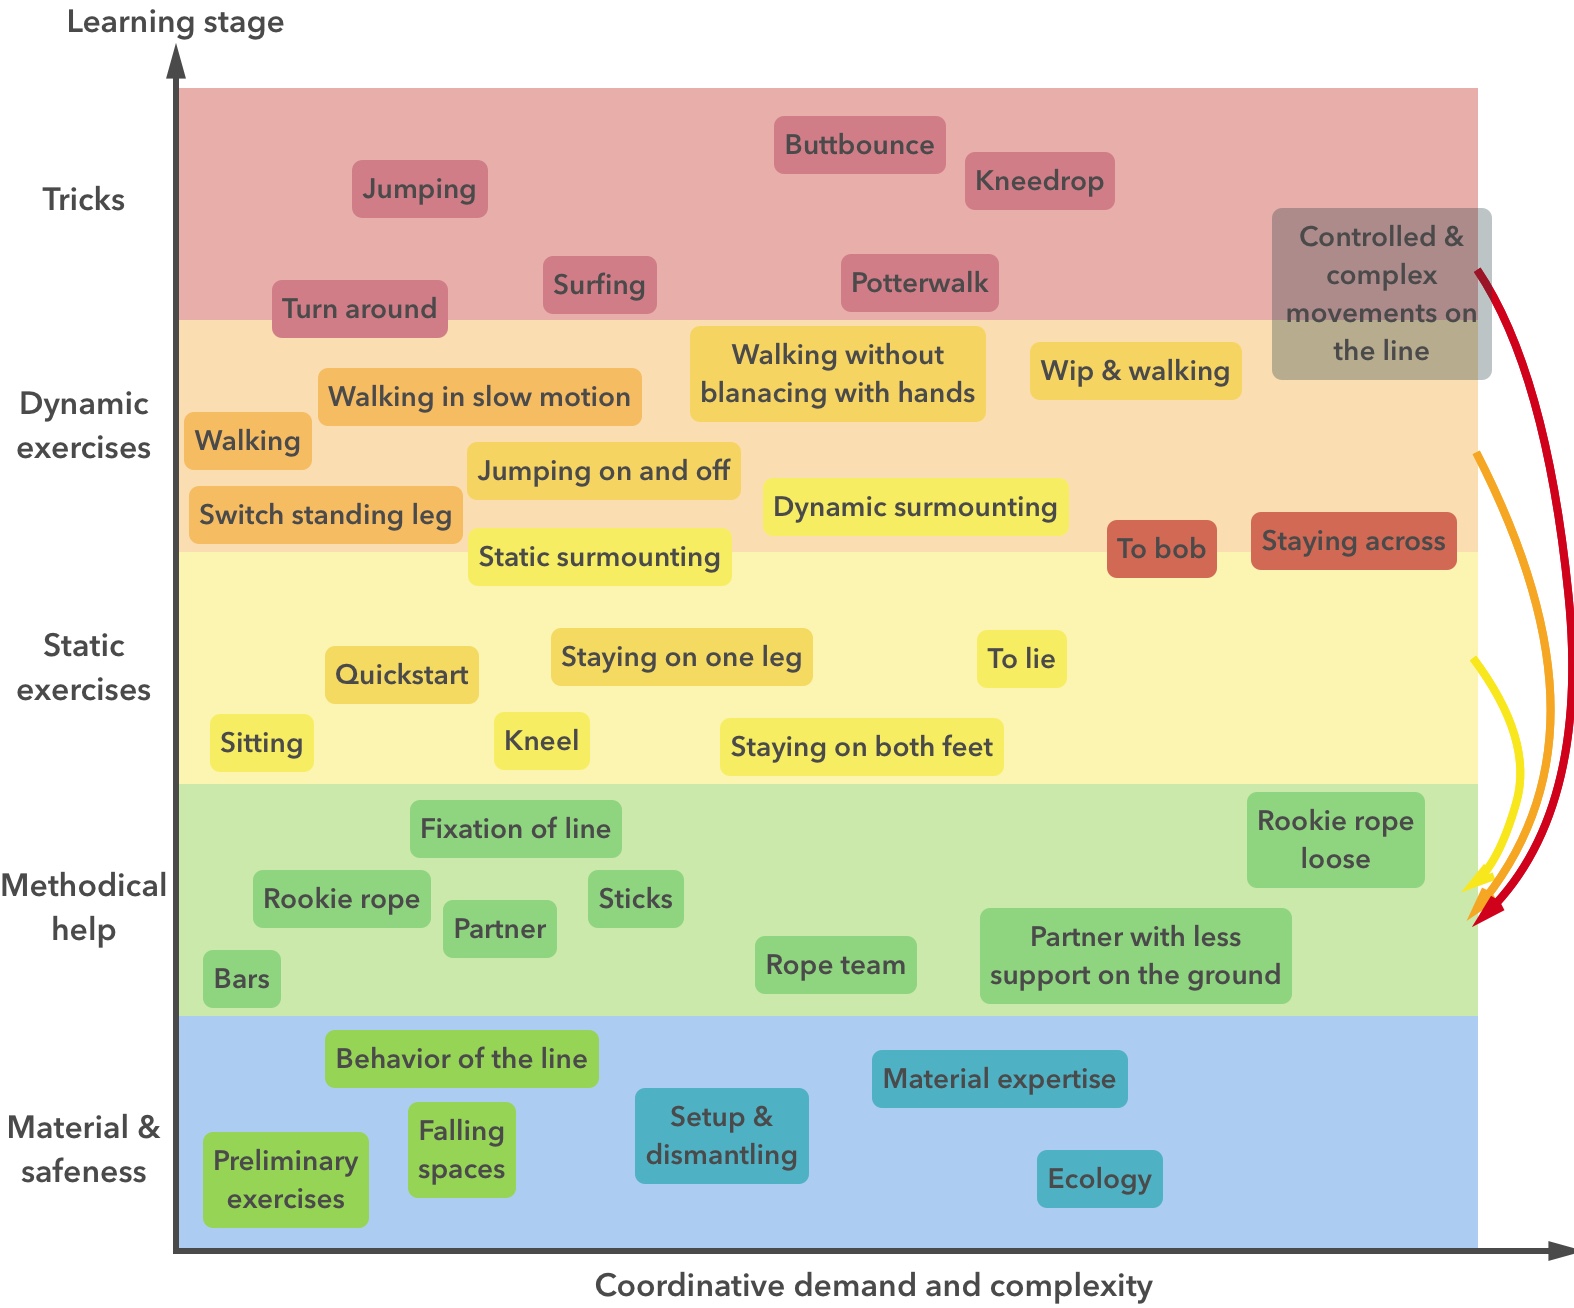 Learning stage
Tricks
Buttbounce
Kneedrop
Jumping
Controlled &
complex
movements on
the line
Surfing
Potterwalk
Turn around
Dynamic
exercises
Walking without
blanacing with hands
Wip & walking
Walking in slow motion
Walking
Jumping on and off
Switch standing leg
Dynamic surmounting
Static surmounting
To bob
Staying across
Static
exercises
Quickstart
Staying on one leg
To lie
Sitting
Kneel
Staying on both feet
Methodical
help
Fixation of line
Rookie rope
loose
Rookie rope
Sticks
Partner
Bars
Rope team
Partner with less
support on the ground
Material &
safeness
Behavior of the line
Material expertise
Setup &
dismantling
Falling
spaces
Preliminary
exercises
Ecology
Coordinative demand and complexity